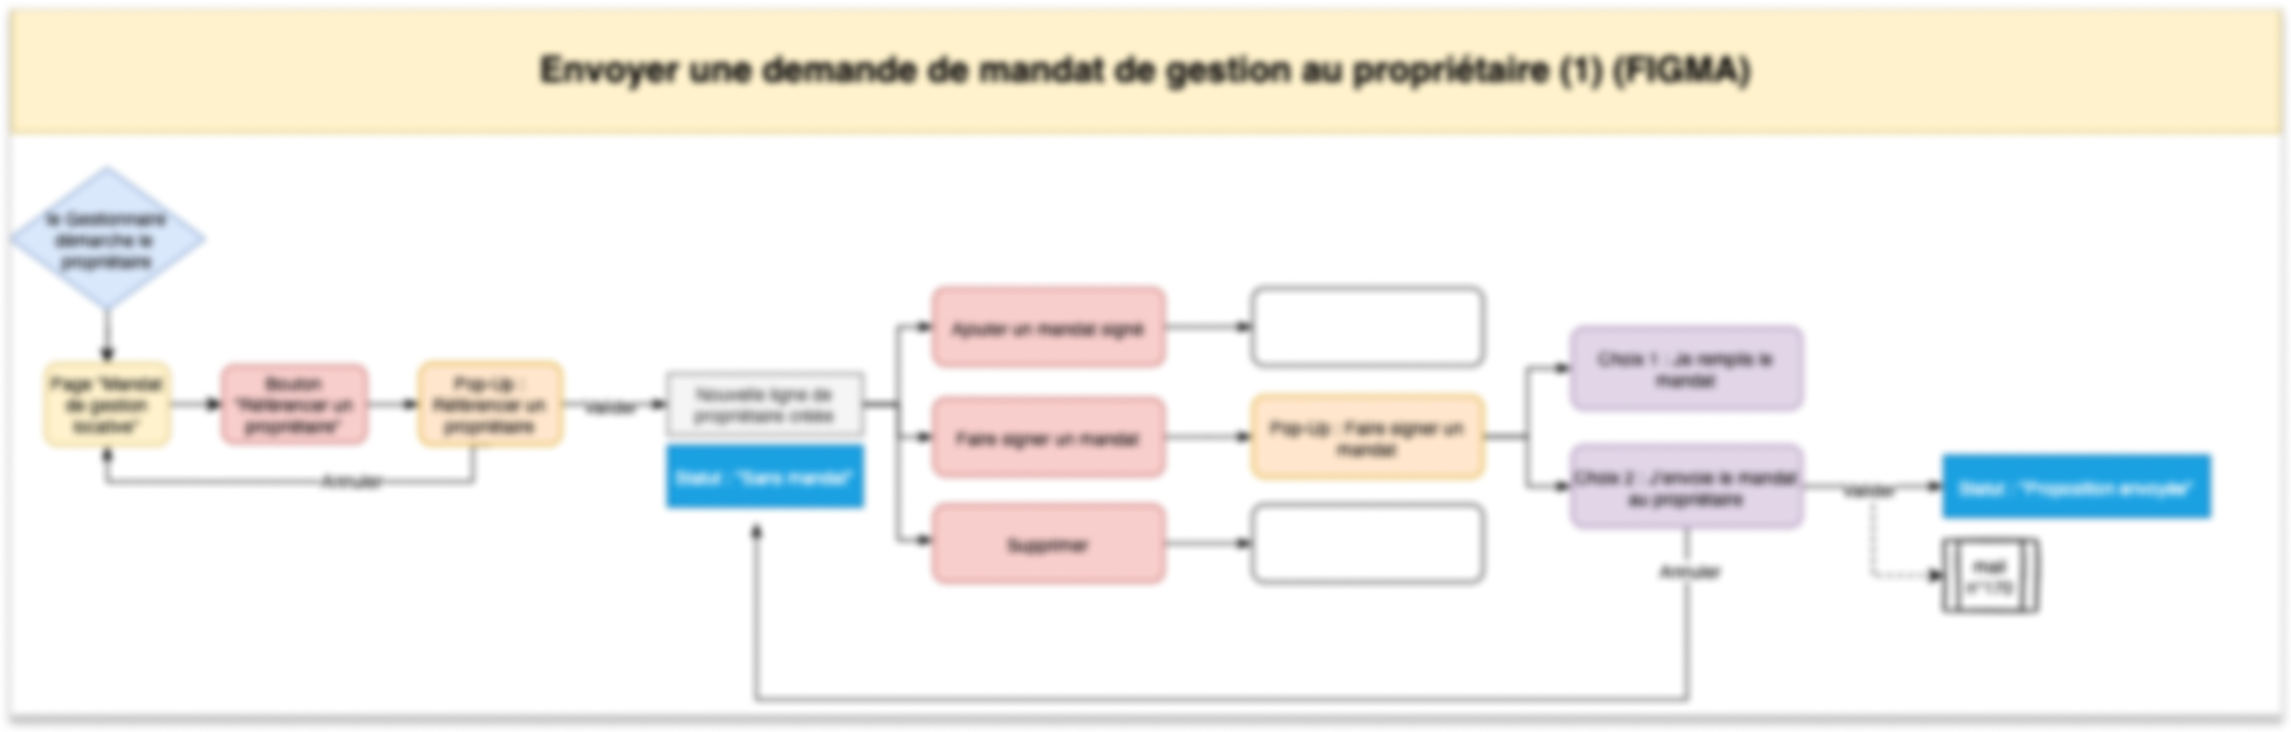 Envoyer une demande de mandat de gestion au propriétaire (1) (FIGMA)
le Gestionnaire
démarche le
propriétaire
Page "Mandat
de gestion
locative"
Bouton
"Référencer un
propriétaire"
Pop-Up :
Référencer un
propriétaire
Valider
Annuler
Nouvelle ligne de
propriétaire créée
Statut : "Sans mandat"
Ajouter un mandat signé
Faire signer un mandat
Supprimer
Pop-Up : Faire signer un
mandat
Choix 1 : Je remplis le
mandat
Choix 2 : J'envoie le mandat
au propriétaire
Valider
Annuler
Statut : "Proposition envoyée"
mail